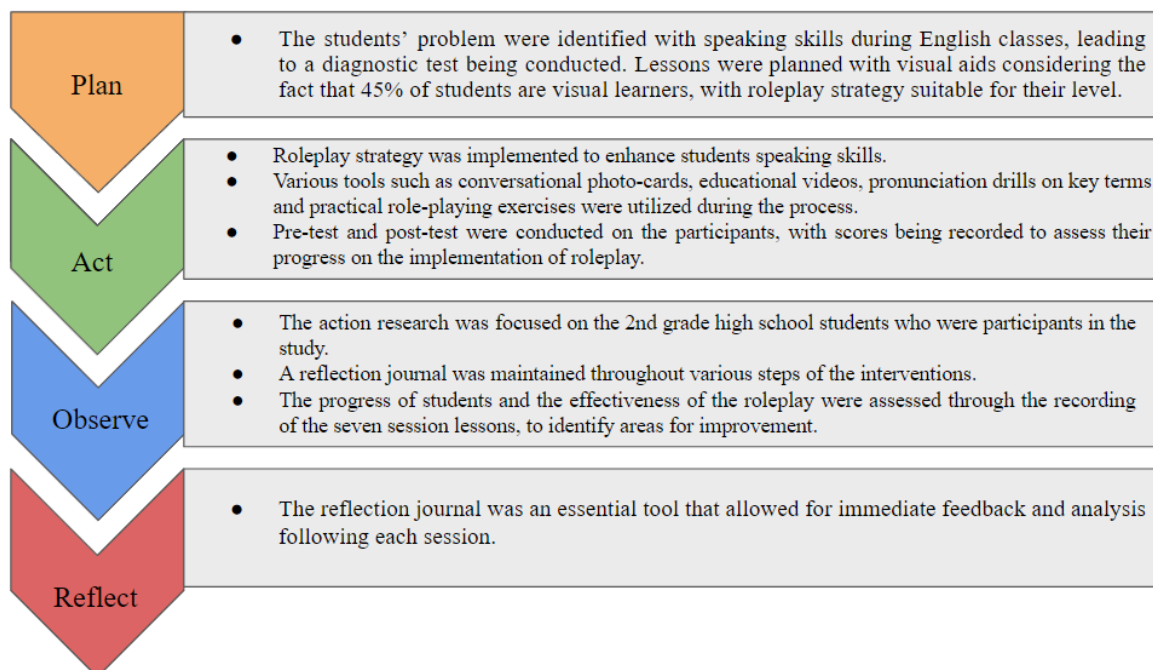 Plan
● The students’ problem were identified with speaking skills during English classes, leading
to a diagnostic test being conducted. Lessons were planned with visual aids considering the
fact that 45% of students are visual learners, with roleplay strategy suitable for their level.
Act
● Roleplay strategy was implemented to enhance students speaking skills.
● Various tools such as conversational photo-cards, educational videos, pronunciation drills on key terms
and practical role-playing exercises were utilized during the process.
● Pre-test and post-test were conducted on the participants, with scores being recorded to assess their
progress on the implementation of roleplay.
Observe
● The action research was focused on the 2nd grade high school students who were participants in the
study.
● A reflection journal was maintained throughout various steps of the interventions.
● The progress of students and the effectiveness of the roleplay were assessed through the recording
of the seven session lessons, to identify areas for improvement.
Reflect
● The reflection journal was an essential tool that allowed for immediate feedback and analysis
following each session.